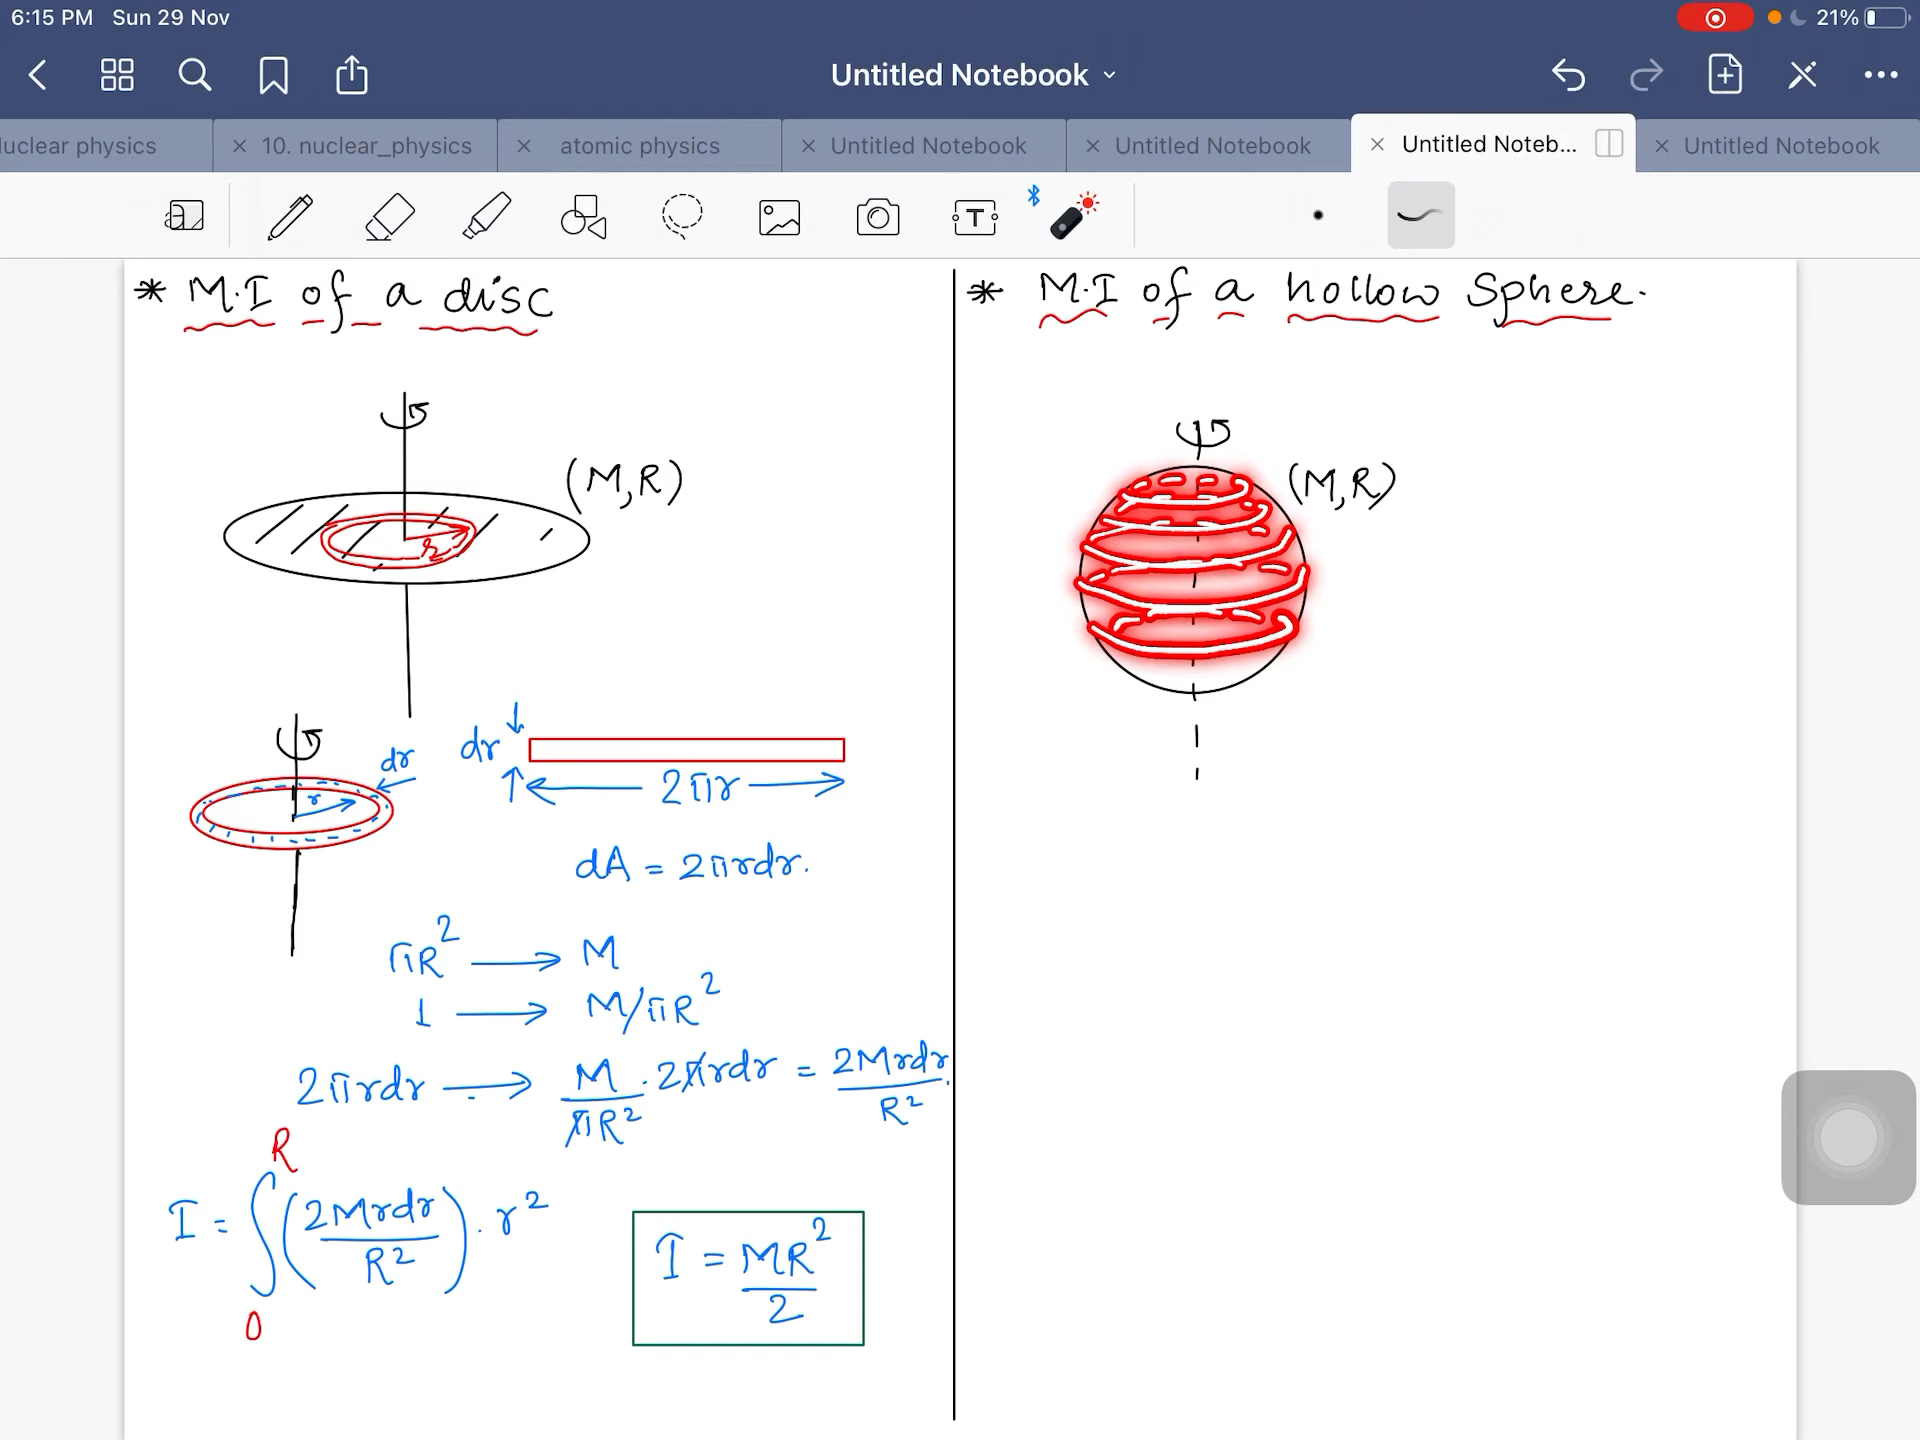 6:15 PM Sun 29 Nov
21%
Untitled Notebook
luclear physics
10. nuclear_physics
atomic physics
Untitled Notebook
Untitled Notebook
Untitled Noteb...
Untitled Notebook
* M.I of a disc
(M,R)
r
dr
r
dr
2πr
dA = 2πrdr.
πR² → M
1 → M/πR²
2πrdr → M/πR² . 2πrdr = 2Mrdr/R².
I = ∫₀ᴿ (2Mrdr/R²) . r²
I = MR²/2
* M.I of a hollow Sphere.
(M,R)